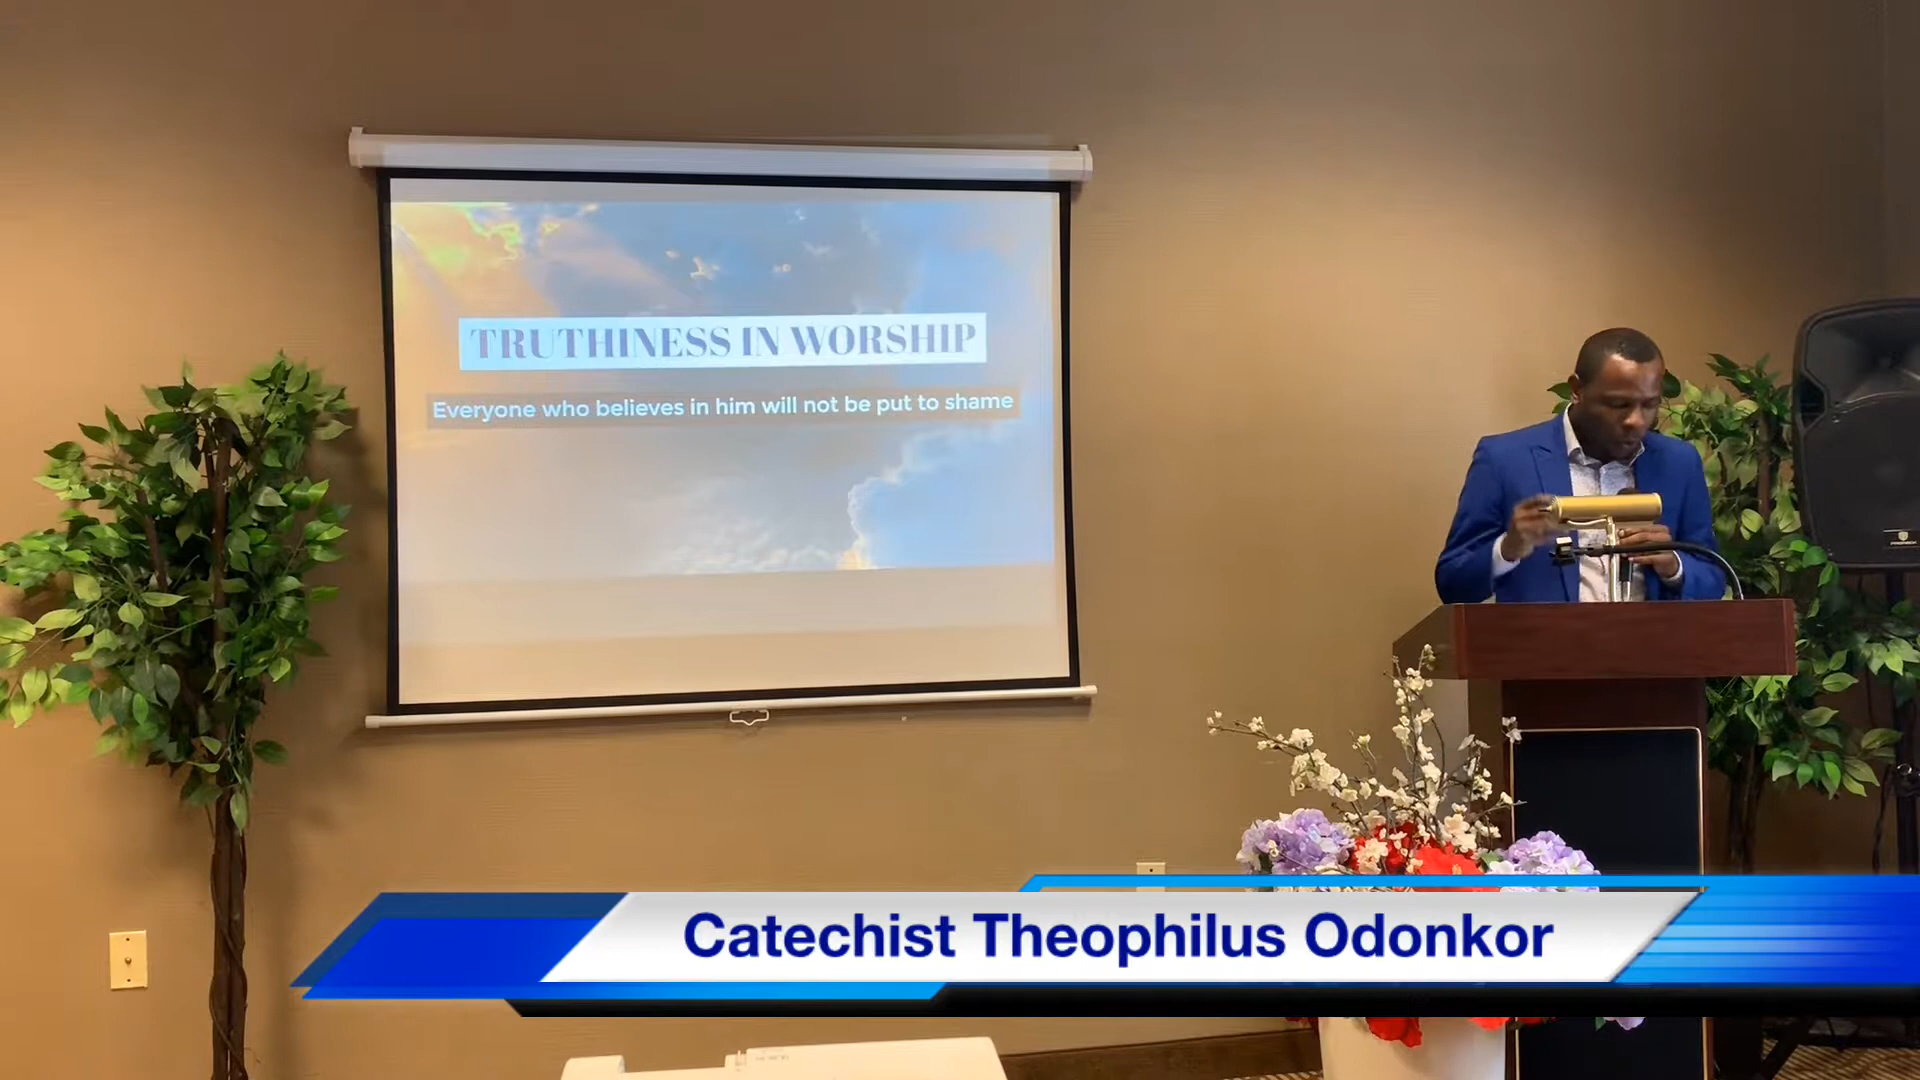 TRUTHINESS IN WORSHIP
Everyone who believes in him will not be put to shame
Catechist Theophilus Odonkor